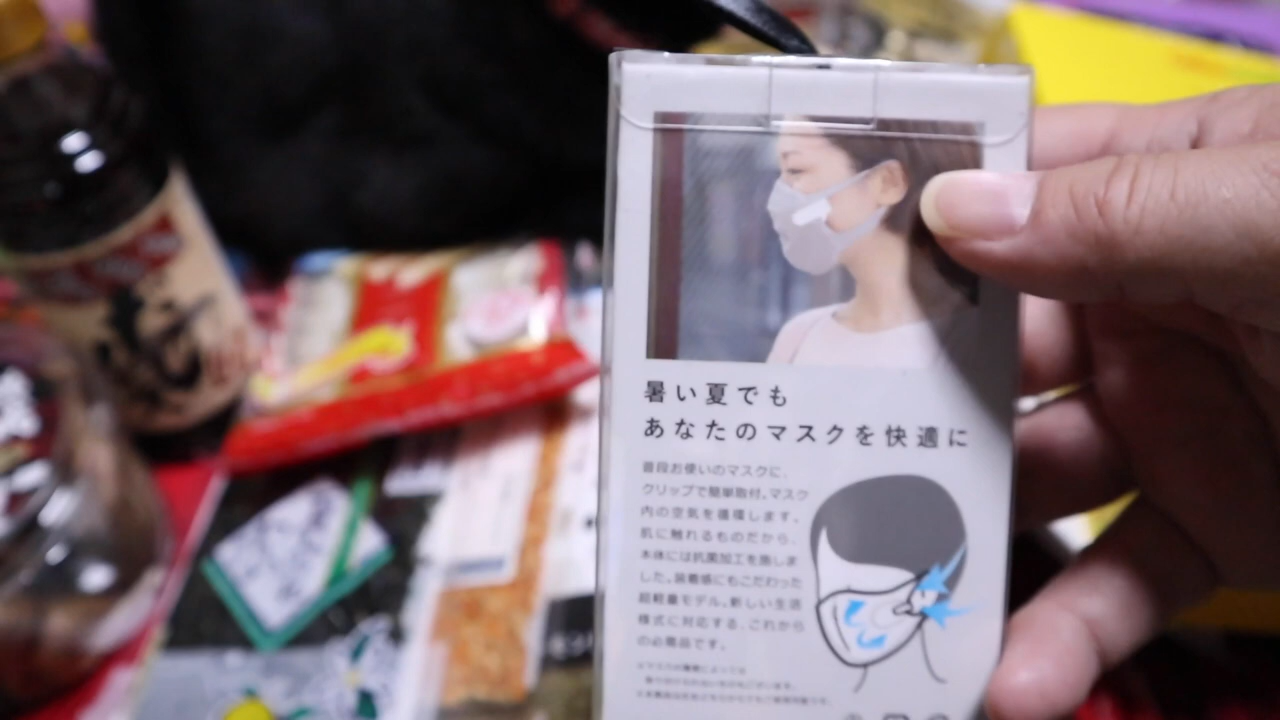 暑い夏でも
あなたのマスクを快適に
普段お使いのマスクに、
クリップで簡単取付。マスク
内の空気を循環します。
肌に触れるものだから、
本体には抗菌加工を施しま
した。装着感にもこだわった
超軽量モデル。新しい生活
様式に対応する、これから
の必需品です。